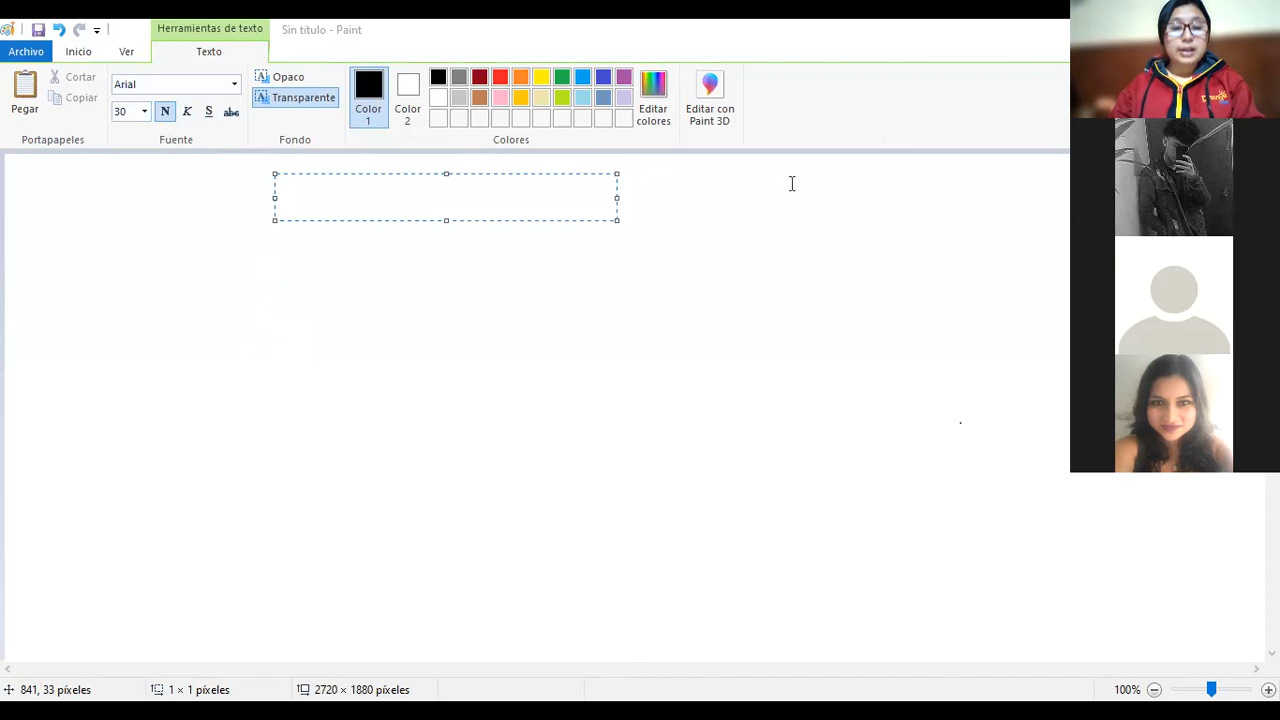 Herramientas de texto
Sin título - Paint
Archivo
Inicio
Ver
Texto
Pegar
Cortar
Copiar
Portapapeles
Arial
30
N K S abc
Fuente
Opaco
Transparente
Fondo
Color 1
Color 2
Editar colores
Colores
Editar con Paint 3D
841, 33 píxeles
1 × 1 píxeles
2720 × 1880 píxeles
100%